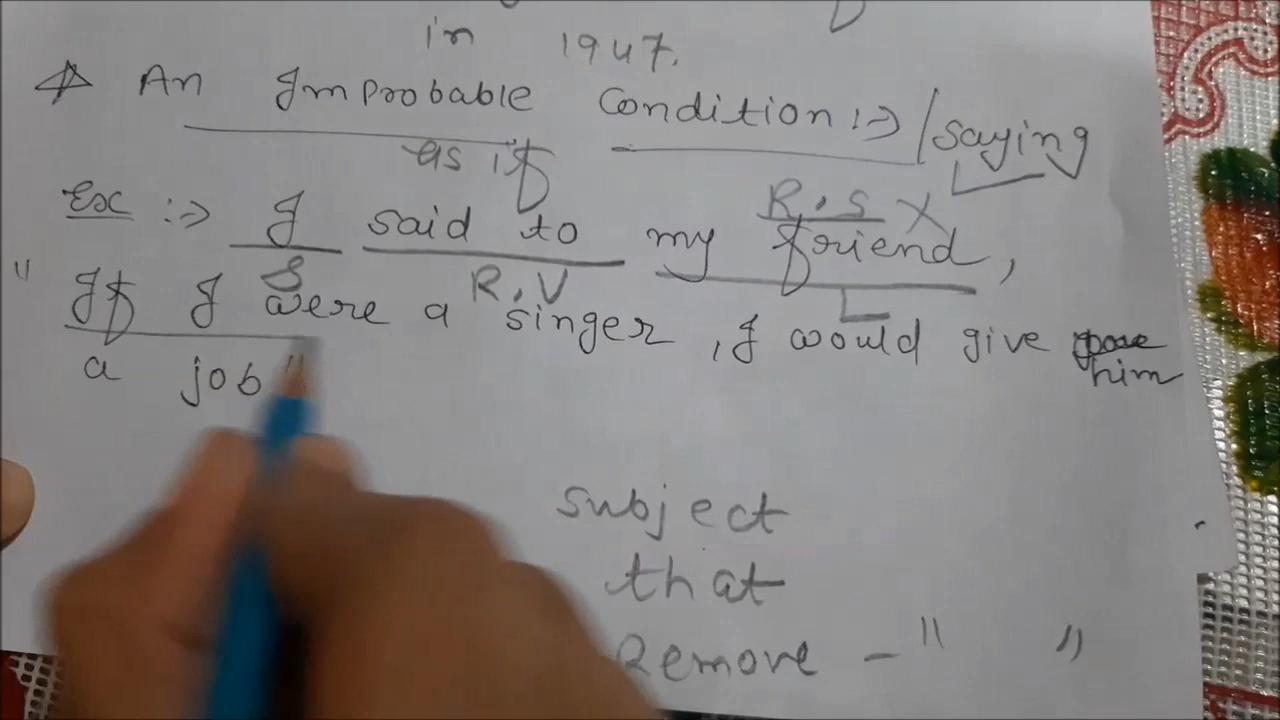 in 1947.
An Improbable Condition :-> / saying
as if
R.S X
Ex :-> I said to my friend,
S R.V
" If I were a singer, I would give him
a job"
subject
that
Remove - " "